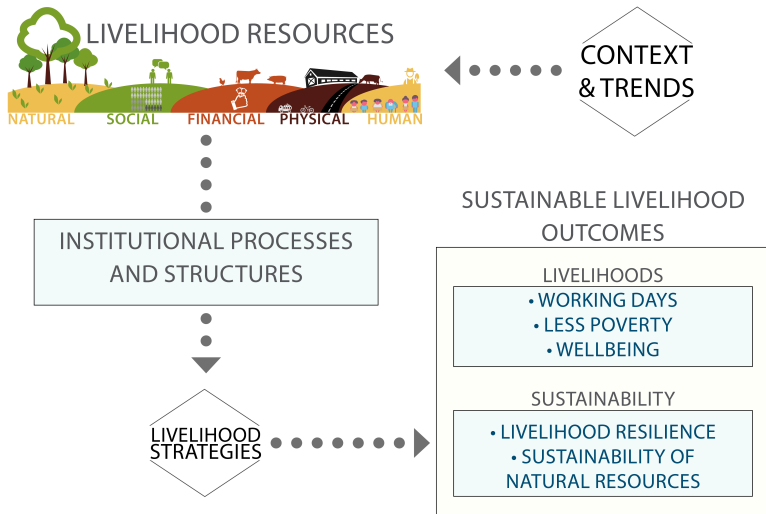 LIVELIHOOD RESOURCES
NATURAL SOCIAL FINANCIAL PHYSICAL HUMAN
CONTEXT
& TRENDS
INSTITUTIONAL PROCESSES
AND STRUCTURES
LIVELIHOOD
STRATEGIES
SUSTAINABLE LIVELIHOOD
OUTCOMES
LIVELIHOODS
• WORKING DAYS
• LESS POVERTY
• WELLBEING
SUSTAINABILITY
• LIVELIHOOD RESILIENCE
• SUSTAINABILITY OF
NATURAL RESOURCES